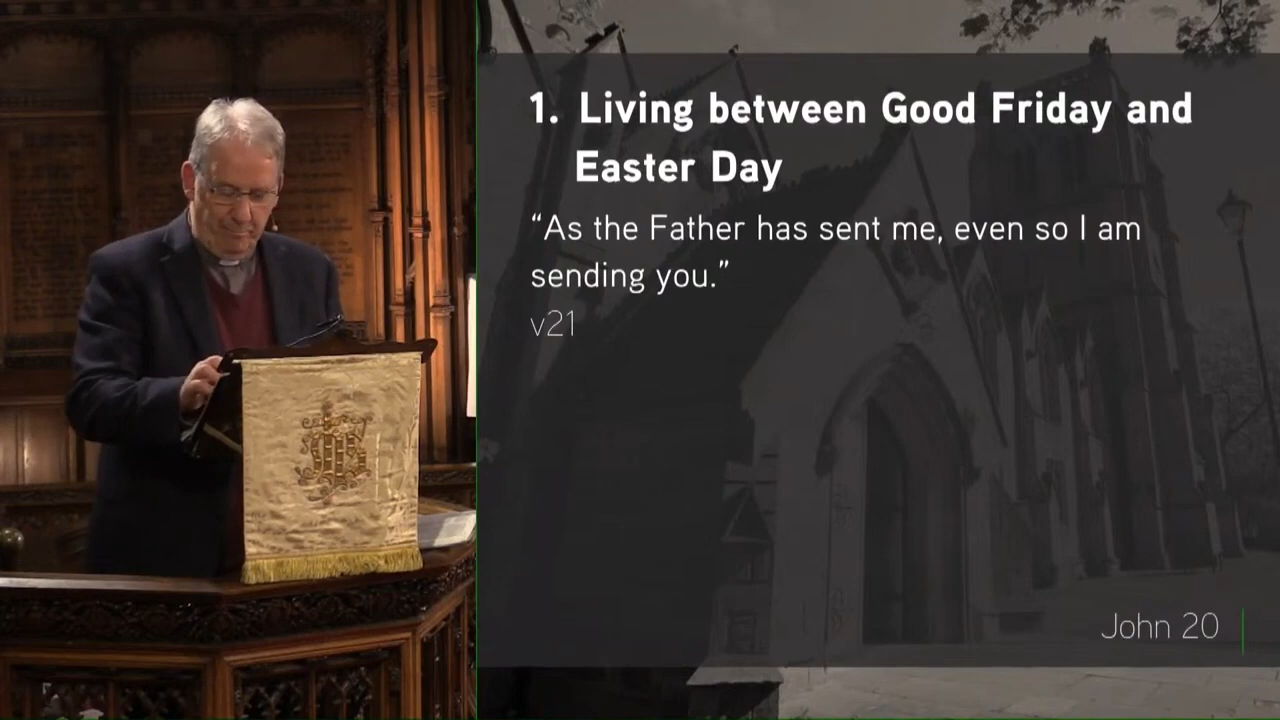 1. Living between Good Friday and
Easter Day
“As the Father has sent me, even so I am
sending you.”
v21
John 20